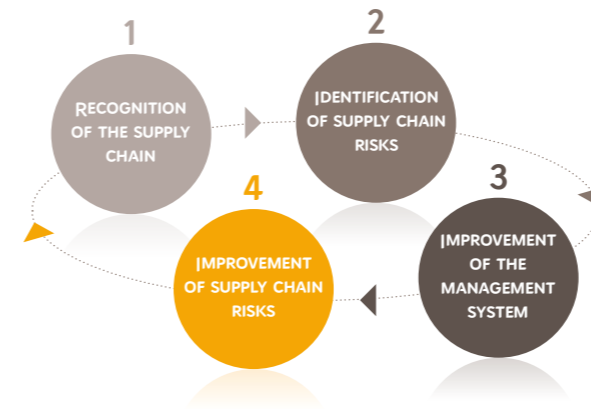 1
RECOGNITION
OF THE SUPPLY
CHAIN
2
IDENTIFICATION
OF SUPPLY CHAIN
RISKS
3
IMPROVEMENT
OF THE
MANAGEMENT
SYSTEM
4
IMPROVEMENT
OF SUPPLY CHAIN
RISKS